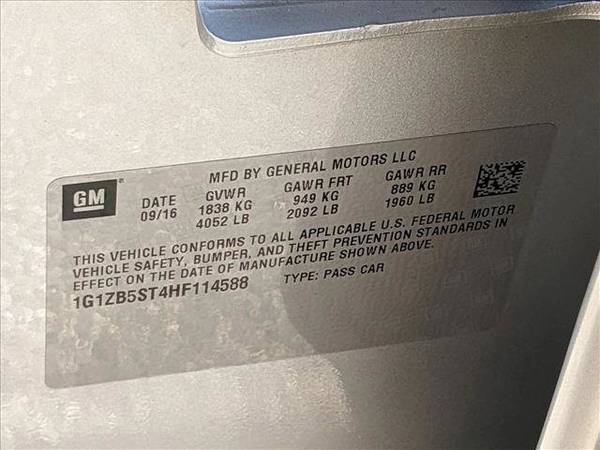 MFD BY GENERAL MOTORS LLC
GM
DATE GVWR GAWR FRT GAWR RR
09/16 1838 KG 949 KG 889 KG
4052 LB 2092 LB 1960 LB
THIS VEHICLE CONFORMS TO ALL APPLICABLE U.S. FEDERAL MOTOR
VEHICLE SAFETY, BUMPER, AND THEFT PREVENTION STANDARDS IN
EFFECT ON THE DATE OF MANUFACTURE SHOWN ABOVE.
1G1ZB5ST4HF114588 TYPE: PASS CAR